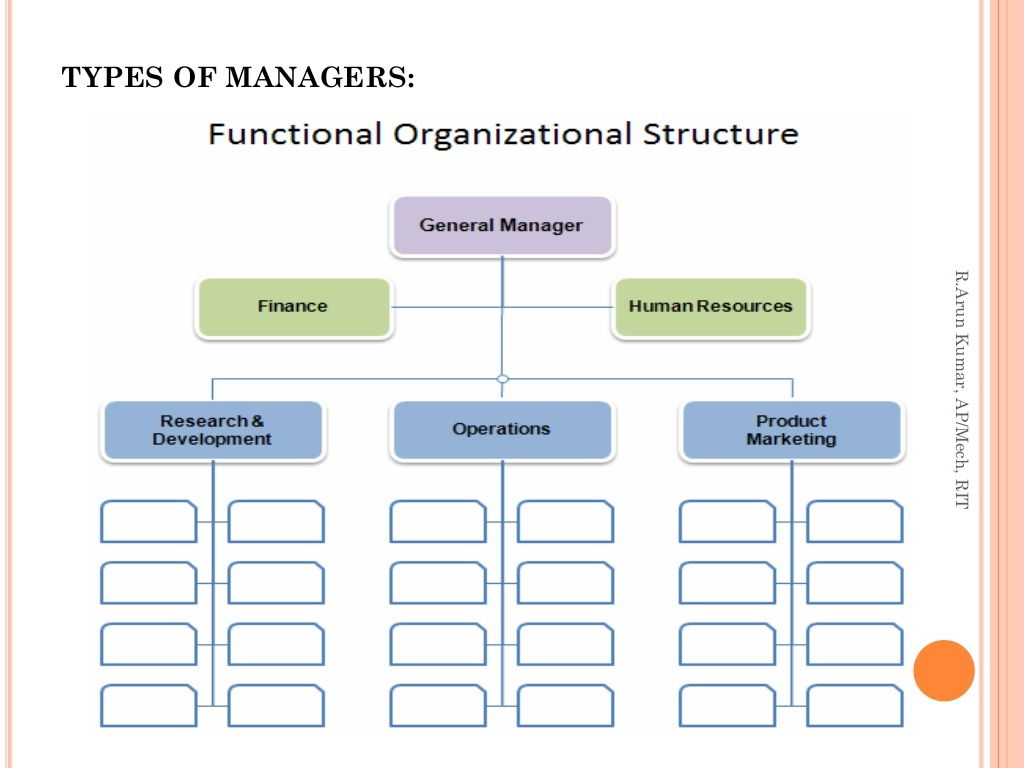 TYPES OF MANAGERS:
Functional Organizational Structure
General Manager
Finance
Human Resources
Research &
Development
Operations
Product
Marketing
R.Arun Kumar, AP/Mech, RIT